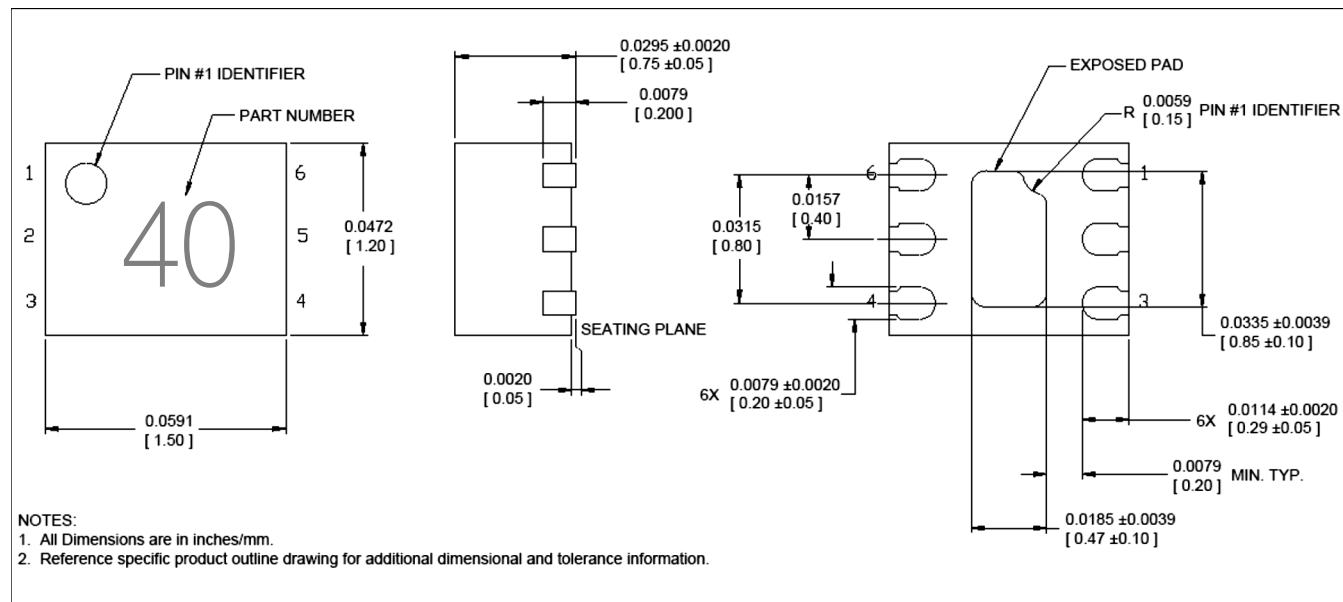 PIN #1 IDENTIFIER
PART NUMBER
1
6
2
5
3
4
40
0.0472
[ 1.20 ]
0.0591
[ 1.50 ]
0.0295 ±0.0020
[ 0.75 ±0.05 ]
0.0079
[ 0.200 ]
SEATING PLANE
0.0020
[ 0.05 ]
EXPOSED PAD
R 0.0059
[ 0.15 ]
PIN #1 IDENTIFIER
6
1
4
3
0.0157
[ 0.40 ]
0.0315
[ 0.80 ]
0.0335 ±0.0039
[ 0.85 ±0.10 ]
6X 0.0079 ±0.0020
[ 0.20 ±0.05 ]
6X 0.0114 ±0.0020
[ 0.29 ±0.05 ]
0.0079
[ 0.20 ]
MIN. TYP.
0.0185 ±0.0039
[ 0.47 ±0.10 ]
NOTES:
1. All Dimensions are in inches/mm.
2. Reference specific product outline drawing for additional dimensional and tolerance information.